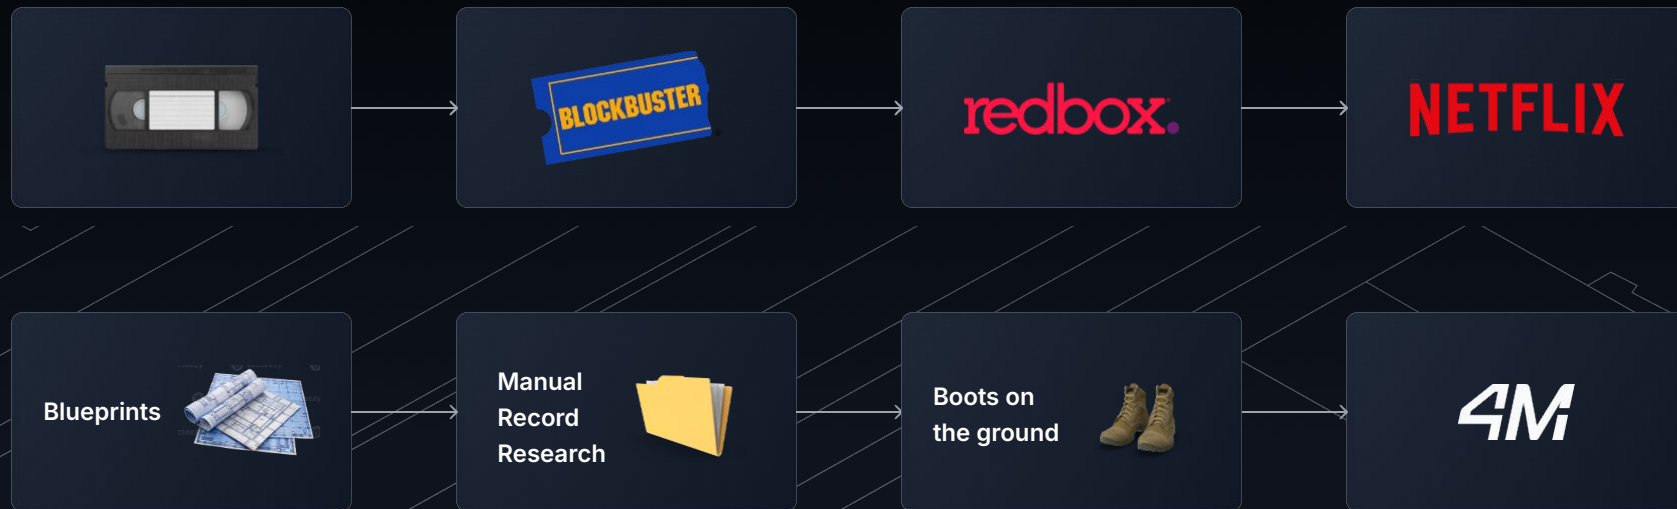 BLOCKBUSTER
redbox.
NETFLIX
Blueprints
Manual
Record
Research
Boots on
the ground
4M